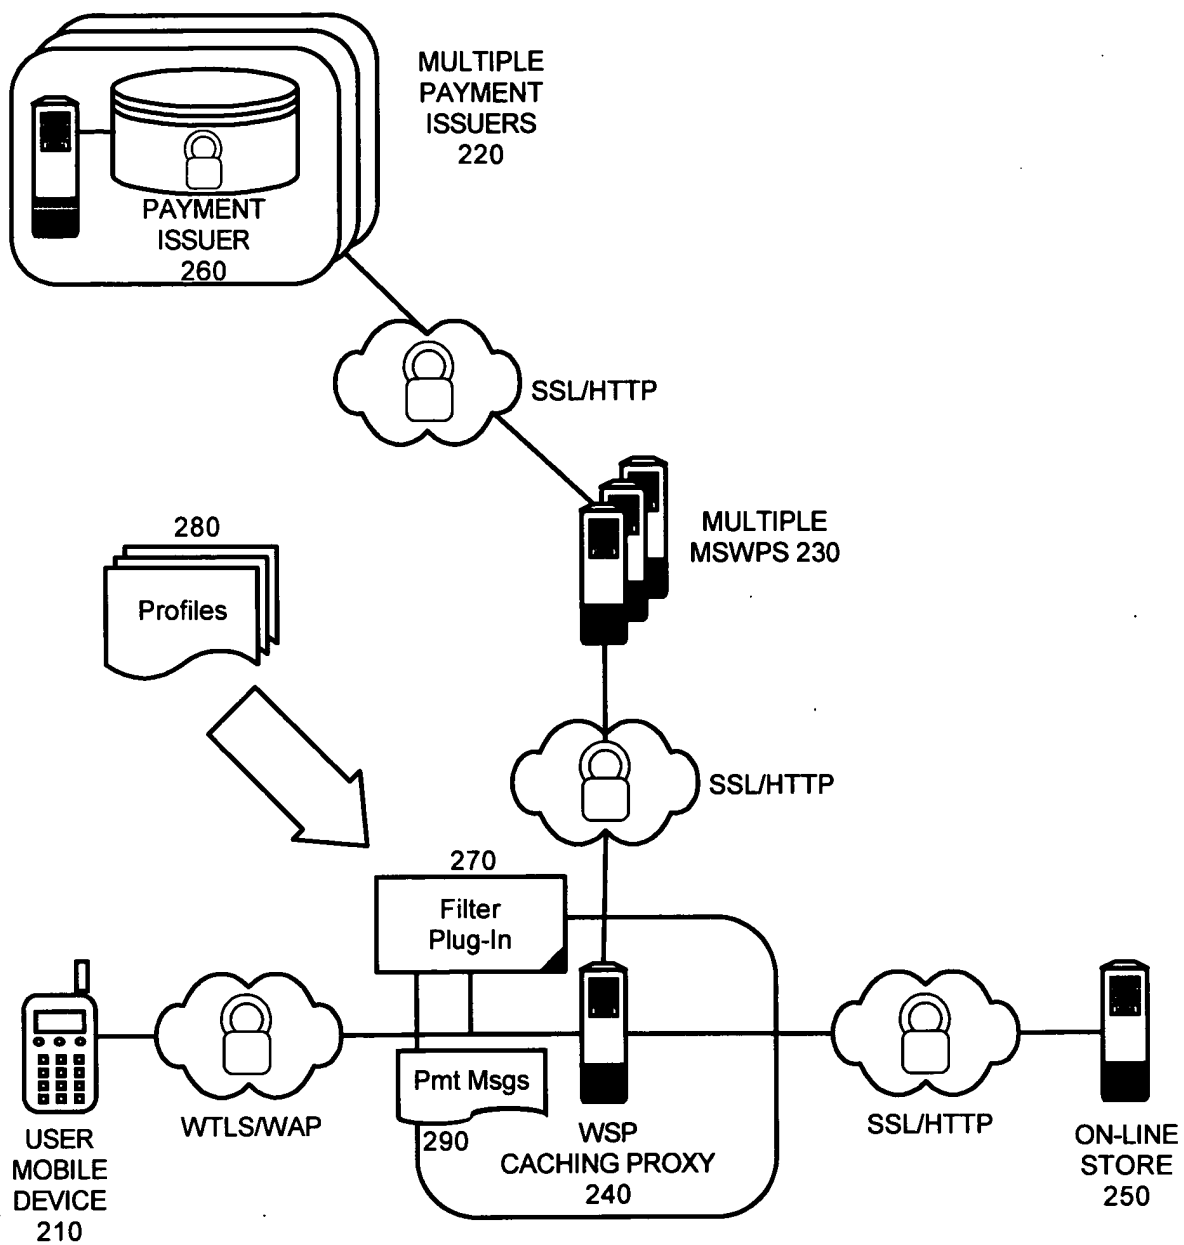 MULTIPLE
PAYMENT
ISSUERS
220
PAYMENT
ISSUER
260
SSL/HTTP
MULTIPLE
MSWPS 230
280
Profiles
SSL/HTTP
270
Filter
Plug-In
Pmt Msgs
290
WTLS/WAP
WSP
CACHING PROXY
240
SSL/HTTP
USER
MOBILE
DEVICE
210
ON-LINE
STORE
250